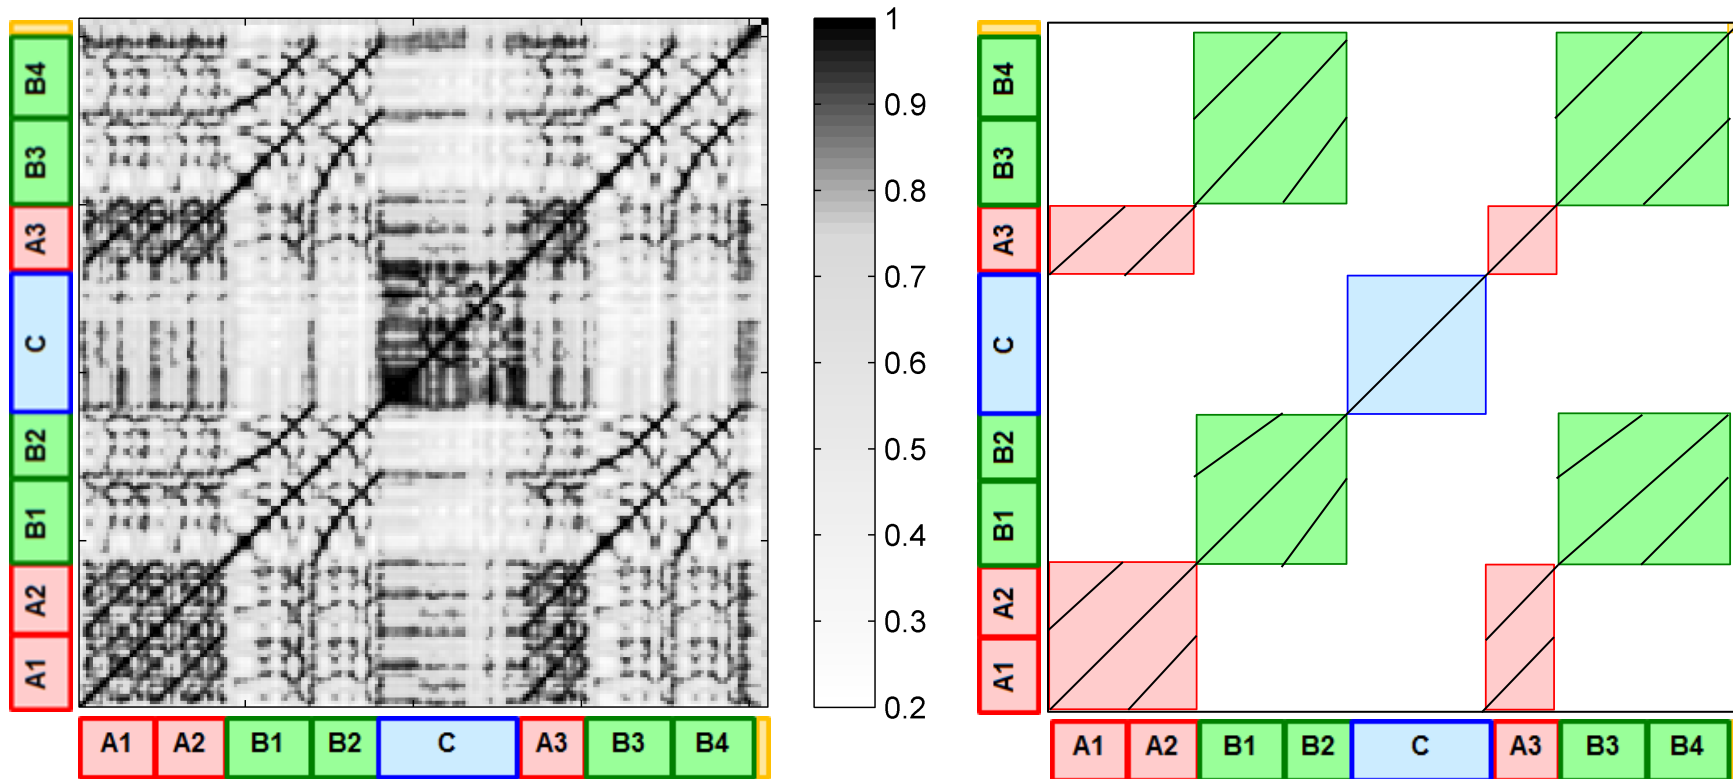 B4
B3
A3
C
B2
B1
A2
A1
A1 A2 B1 B2 C A3 B3 B4
1
0.9
0.8
0.7
0.6
0.5
0.4
0.3
0.2
B4
B3
A3
C
B2
B1
A2
A1
A1 A2 B1 B2 C A3 B3 B4